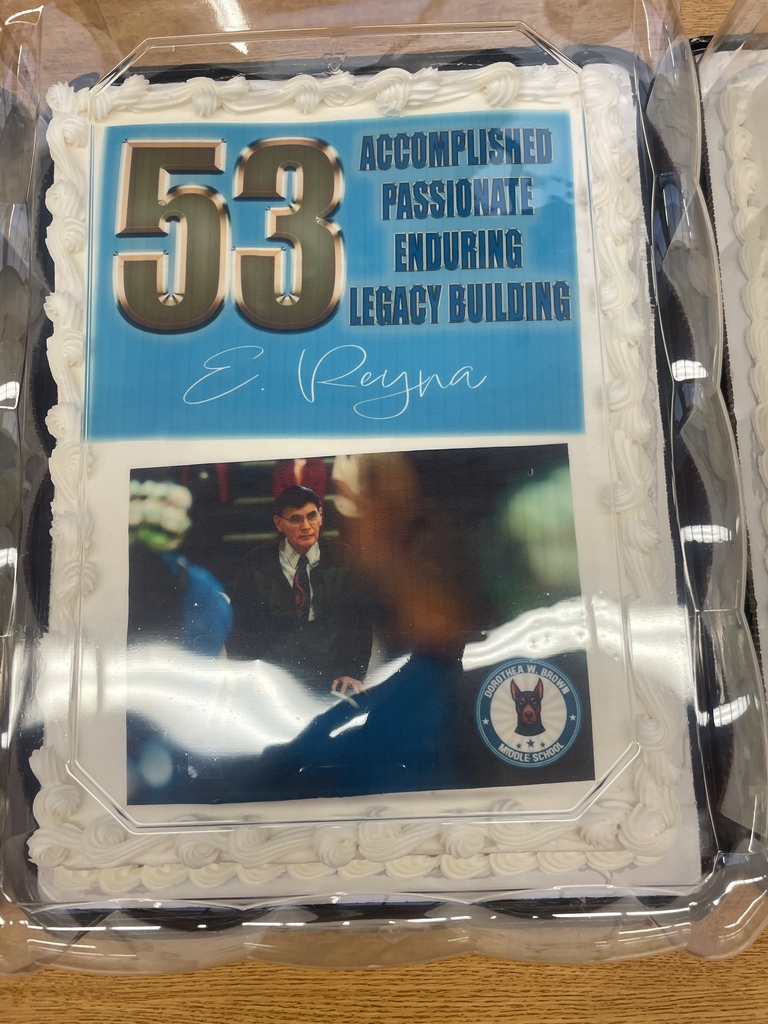 53
ACCOMPLISHED
PASSIONATE
ENDURING
LEGACY BUILDING
E. Reyna
DOROTHEA W. BROWN
MIDDLE SCHOOL